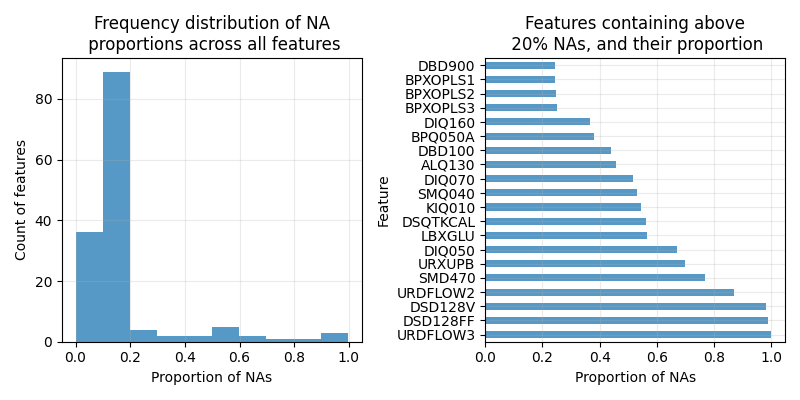 Frequency distribution of NA
proportions across all features
Count of features
80
60
40
20
0
0.0 0.2 0.4 0.6 0.8 1.0
Proportion of NAs
Features containing above
20% NAs, and their proportion
Feature
DBD900
BPXOPLS1
BPXOPLS2
BPXOPLS3
DIQ160
BPQ050A
DBD100
ALQ130
DIQ070
SMQ040
KIQ010
DSQTKCAL
LBXGLU
DIQ050
URXUPB
SMD470
URDFLOW2
DSD128V
DSD128FF
URDFLOW3
0.0 0.2 0.4 0.6 0.8 1.0
Proportion of NAs